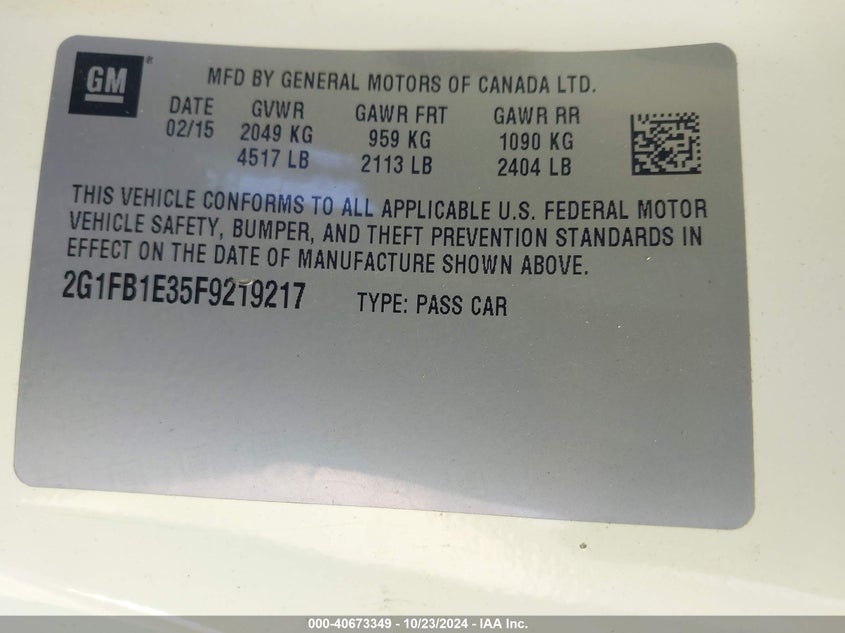 GM
MFD BY GENERAL MOTORS OF CANADA LTD.
DATE GVWR GAWR FRT GAWR RR
02/15 2049 KG 959 KG 1090 KG
4517 LB 2113 LB 2404 LB
THIS VEHICLE CONFORMS TO ALL APPLICABLE U.S. FEDERAL MOTOR
VEHICLE SAFETY, BUMPER, AND THEFT PREVENTION STANDARDS IN
EFFECT ON THE DATE OF MANUFACTURE SHOWN ABOVE.
2G1FB1E35F9219217 TYPE: PASS CAR
000-40673349 - 10/23/2024 - IAA Inc.